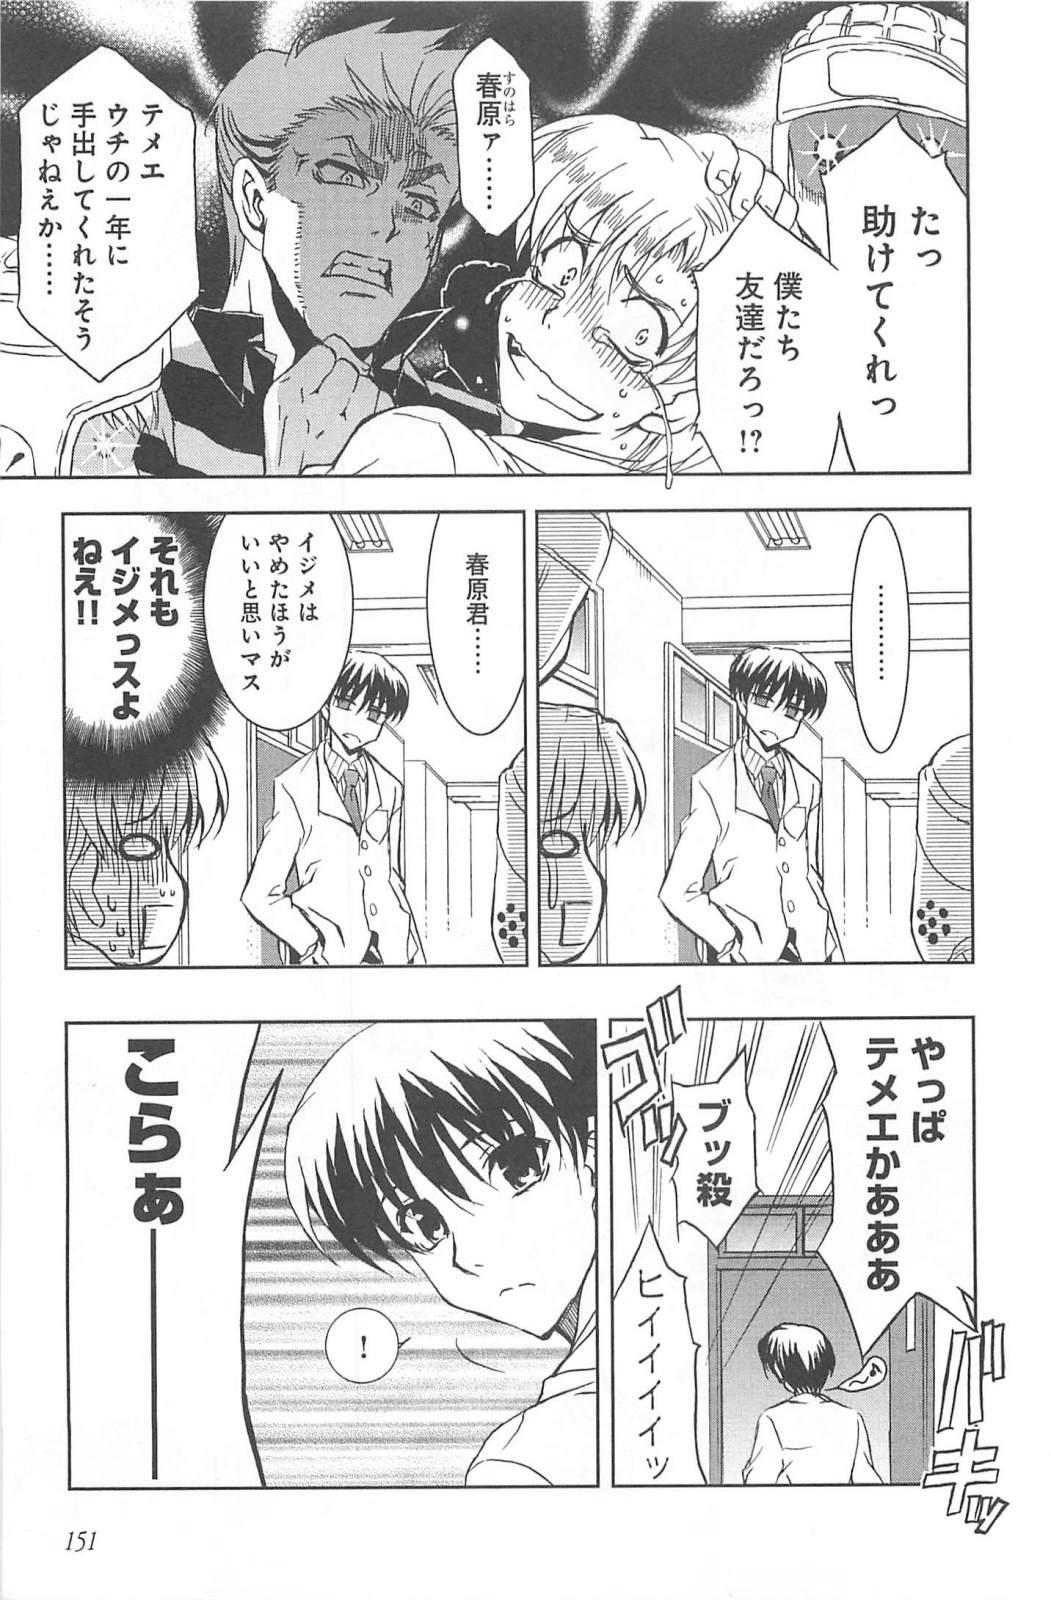 たっ
助けてくれっ
僕たち
友達だろっ!?
春原ァ……
すのはら
テメエ
ウチの一年に
手出してくれたそう
じゃねえか……
…………
春原君……
イジメは
やめたほうが
いいと思いマス
それも
イジメっスよ
ねえ!!
やっぱ
テメエかあああ
ブッ殺
ヒィイイイイッ
ゴゴッ
バキッ
!
こらぁ――――
151